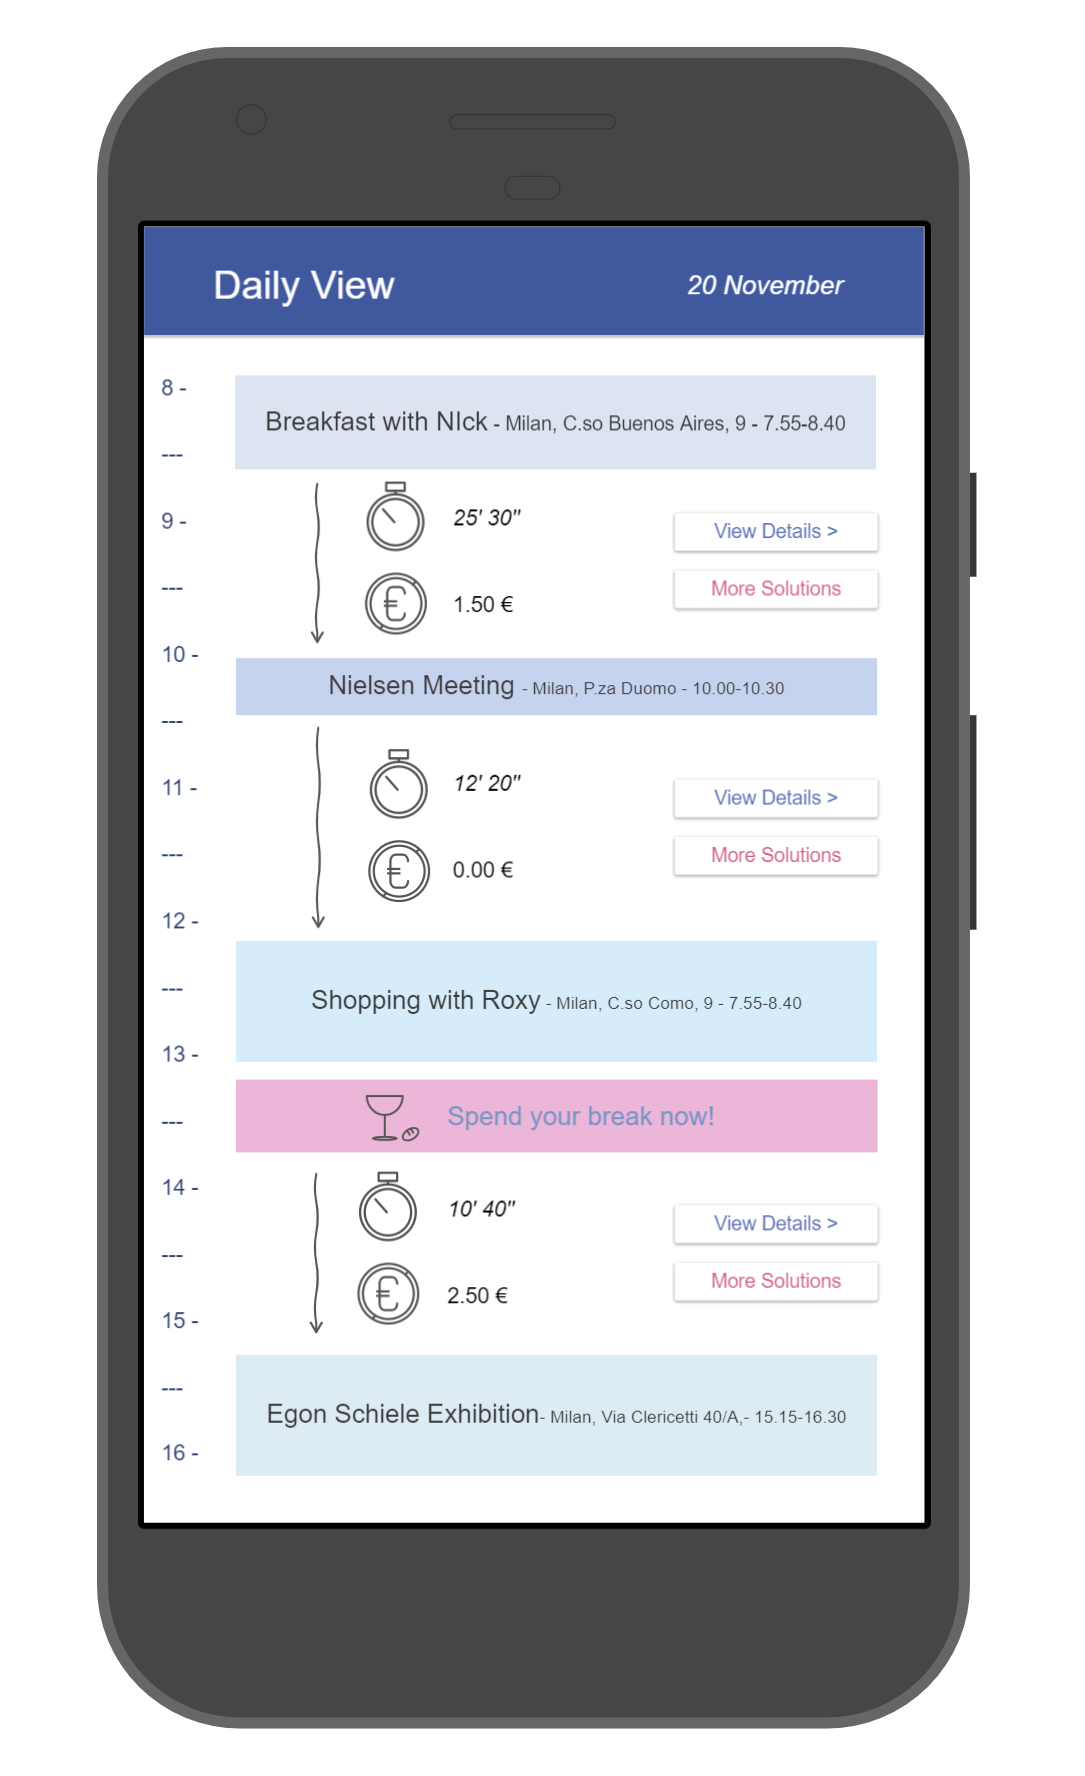 Daily View 20 November
8 -
Breakfast with NIck - Milan, C.so Buenos Aires, 9 - 7.55-8.40
---
9 -
25' 30"
View Details >
---
More Solutions
1.50 €
10 -
Nielsen Meeting - Milan, P.za Duomo - 10.00-10.30
---
11 -
12' 20"
View Details >
---
More Solutions
0.00 €
12 -
---
Shopping with Roxy - Milan, C.so Como, 9 - 7.55-8.40
13 -
---
Spend your break now!
14 -
10' 40"
View Details >
---
More Solutions
2.50 €
15 -
---
Egon Schiele Exhibition- Milan, Via Clericetti 40/A,- 15.15-16.30
16 -